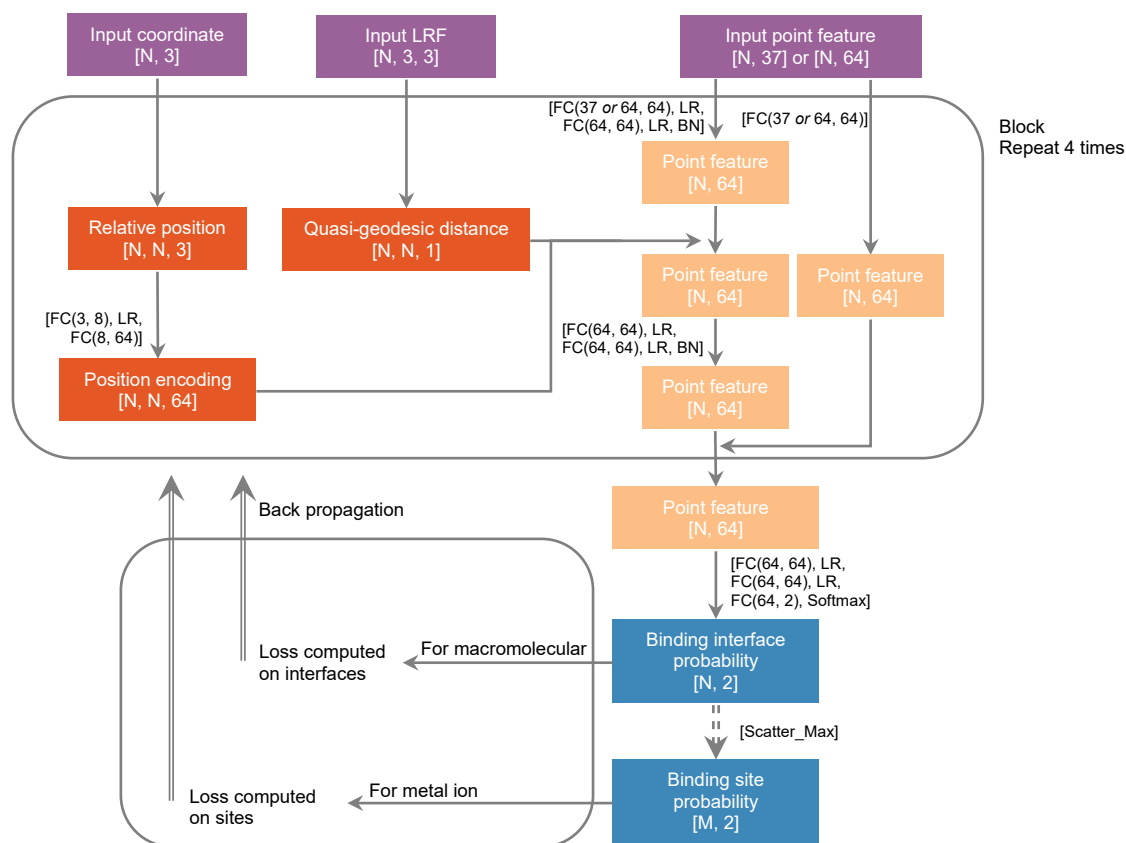 Input coordinate
[N, 3]
Input LRF
[N, 3, 3]
Input point feature
[N, 37] or [N, 64]
[FC(37 or 64, 64), LR,
FC(64, 64), LR, BN]
[FC(37 or 64, 64)]
Block
Repeat 4 times
Point feature
[N, 64]
Relative position
[N, N, 3]
Quasi-geodesic distance
[N, N, 1]
Point feature
[N, 64]
Point feature
[N, 64]
[FC(3, 8), LR,
FC(8, 64)]
[FC(64, 64), LR,
FC(64, 64), LR, BN]
Position encoding
[N, N, 64]
Point feature
[N, 64]
Back propagation
Point feature
[N, 64]
[FC(64, 64), LR,
FC(64, 64), LR,
FC(64, 2), Softmax]
Loss computed
on interfaces
For macromolecular
Binding interface
probability
[N, 2]
[Scatter_Max]
Loss computed
on sites
For metal ion
Binding site
probability
[M, 2]